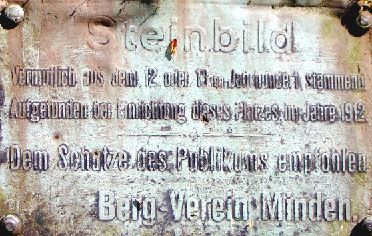 Steinbild
Vermutlich aus dem 12. oder 13. Jahrhundert stammend.
Aufgefunden bei Einrichtung dieses Platzes, im Jahre 1912.
Dem Schutze des Publikums empfohlen
Berg-Verein Minden.